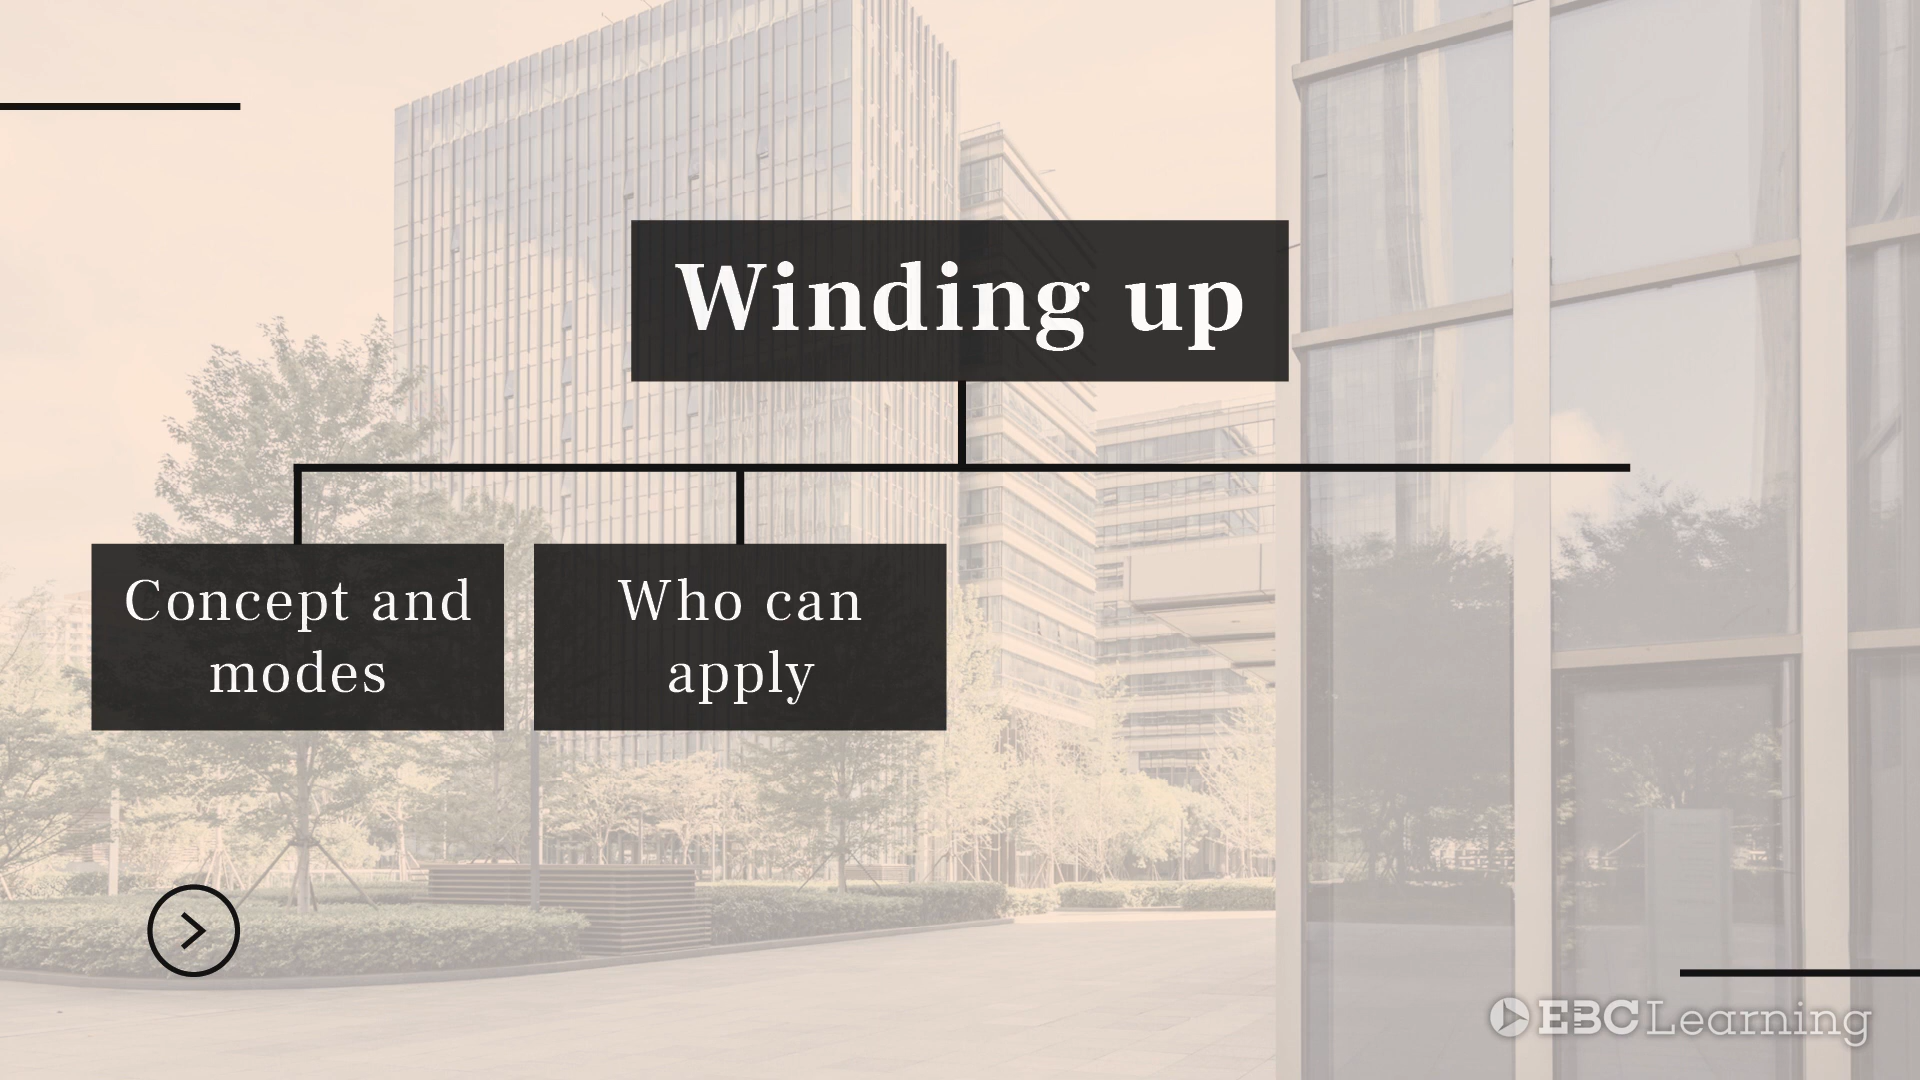 Winding up
Concept and
modes
Who can
apply
EBC Learning